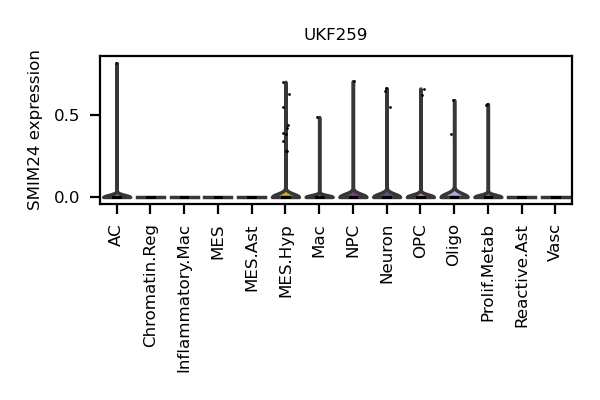 UKF259
SMIM24 expression
0.5
0.0
AC
Chromatin.Reg
Inflammatory.Mac
MES
MES.Ast
MES.Hyp
Mac
NPC
Neuron
OPC
Oligo
Prolif.Metab
Reactive.Ast
Vasc